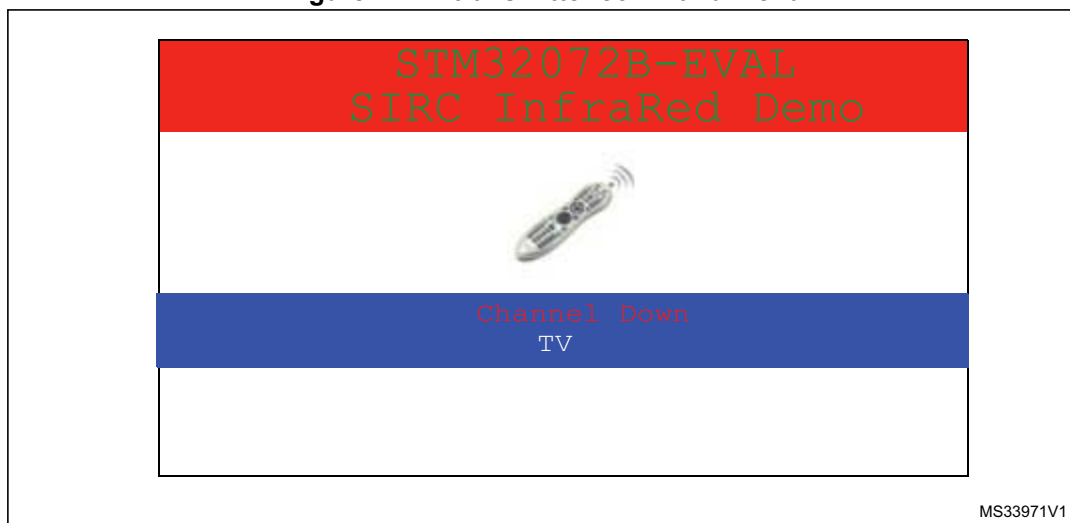 STM32072B-EVAL
SIRC InfraRed Demo
Channel Down
TV
MS33971V1